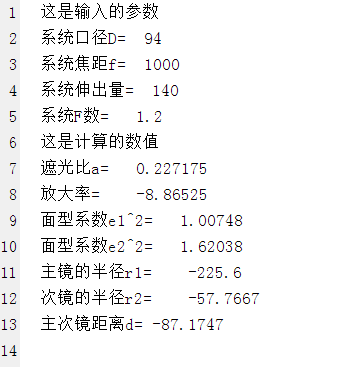 1 这是输入的参数
2 系统口径D= 94
3 系统焦距f= 1000
4 系统伸出量= 140
5 系统F数= 1.2
6 这是计算的数值
7 遮光比a= 0.227175
8 放大率= -8.86525
9 面型系数e1^2= 1.00748
10 面型系数e2^2= 1.62038
11 主镜的半径r1= -225.6
12 次镜的半径r2= -57.7667
13 主次镜距离d= -87.1747
14